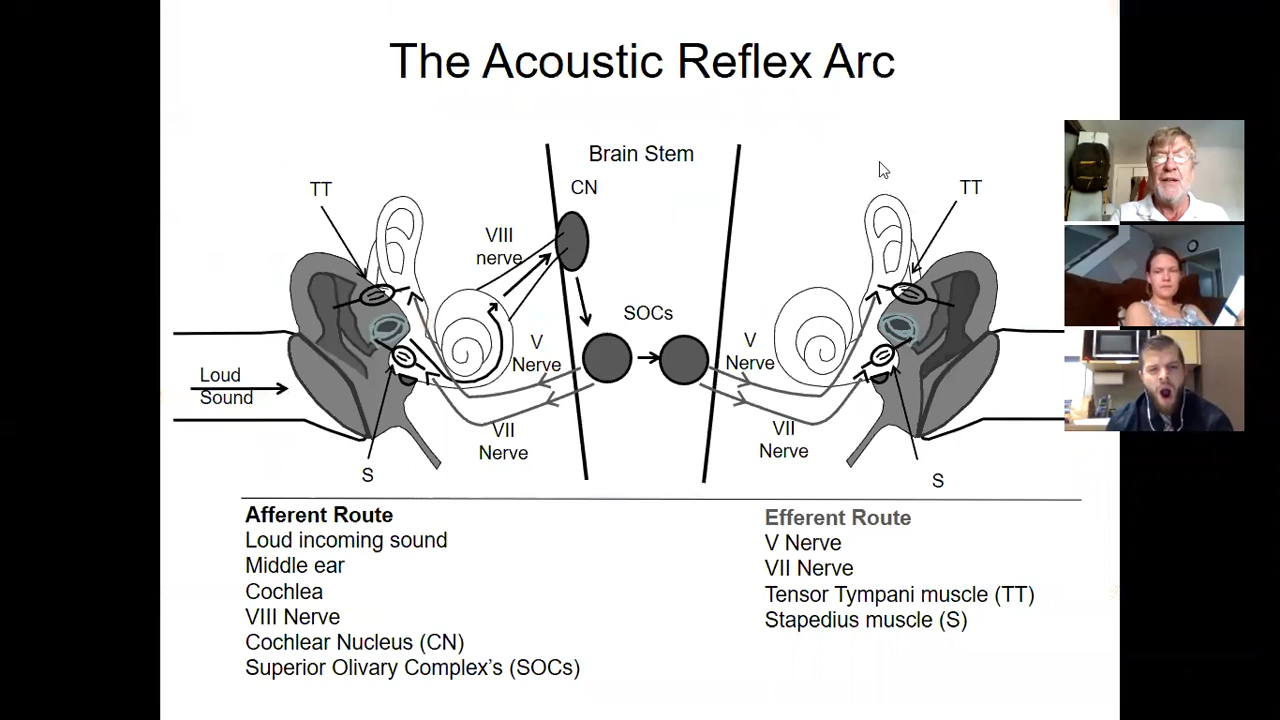 The Acoustic Reflex Arc
Brain Stem
TT
CN
TT
VIII
nerve
SOCs
V
Nerve
V
Nerve
Loud
Sound
VII
Nerve
VII
Nerve
S
S
Afferent Route
Loud incoming sound
Middle ear
Cochlea
VIII Nerve
Cochlear Nucleus (CN)
Superior Olivary Complex's (SOCs)
Efferent Route
V Nerve
VII Nerve
Tensor Tympani muscle (TT)
Stapedius muscle (S)